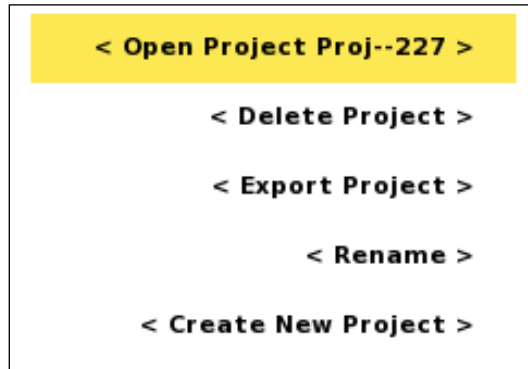 < Open Project Proj--227 >
< Delete Project >
< Export Project >
< Rename >
< Create New Project >